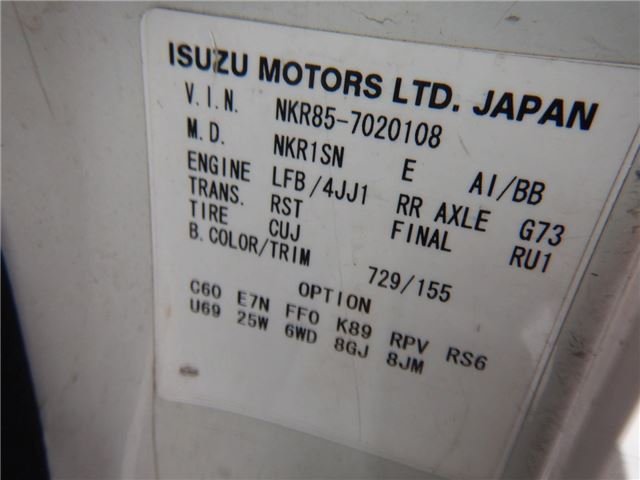 ISUZU MOTORS LTD. JAPAN
V.I.N. NKR85-7020108
M.D. NKR1SN E AI/BB
ENGINE LFB/4JJ1 RR AXLE G73
TRANS. RST FINAL RU1
TIRE CUJ
B.COLOR/TRIM 729/155
OPTION
C60 E7N FF0 K89 RPV RS6
U69 25W 6WD 8GJ 8JM